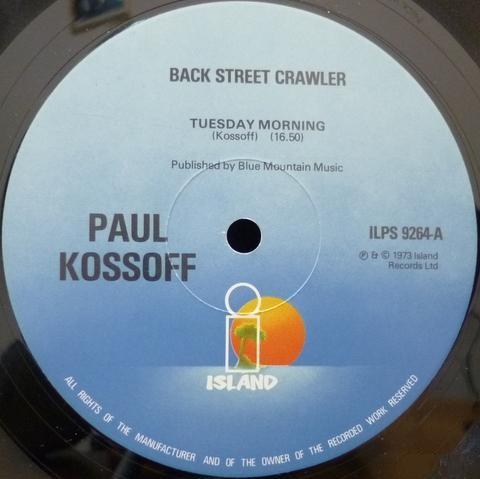 BACK STREET CRAWLER
TUESDAY MORNING
(Kossoff) (16.50)
Published by Blue Mountain Music
PAUL
KOSSOFF
ILPS 9264-A
℗ & © 1973 Island
Records Ltd
i
ISLAND
ALL RIGHTS OF THE MANUFACTURER AND OF THE OWNER OF THE RECORDED WORK RESERVED